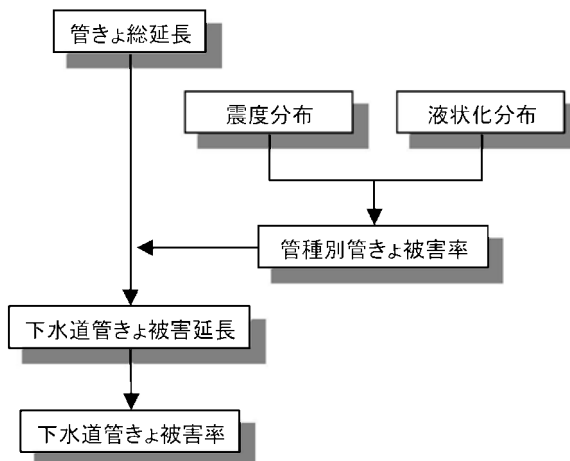 管きょ総延長
震度分布
液状化分布
管種別管きょ被害率
下水道管きょ被害延長
下水道管きょ被害率